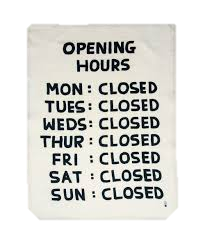 OPENING
HOURS
MON : CLOSED
TUES : CLOSED
WEDS : CLOSED
THUR : CLOSED
FRI : CLOSED
SAT : CLOSED
SUN : CLOSED